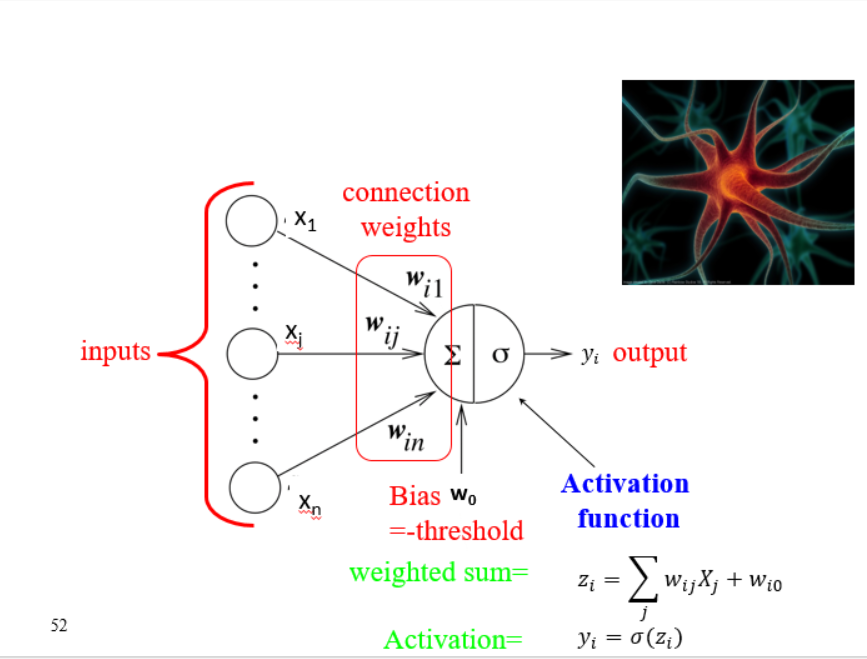 connection
weights
x₁
wᵢ₁
inputs
xⱼ
wᵢⱼ
Σ
σ
yᵢ output
wᵢₙ
xₙ
Bias w₀
=-threshold
Activation
function
weighted sum= zᵢ = ∑ⱼ wᵢⱼXⱼ + wᵢ₀
Activation= yᵢ = σ(zᵢ)
52